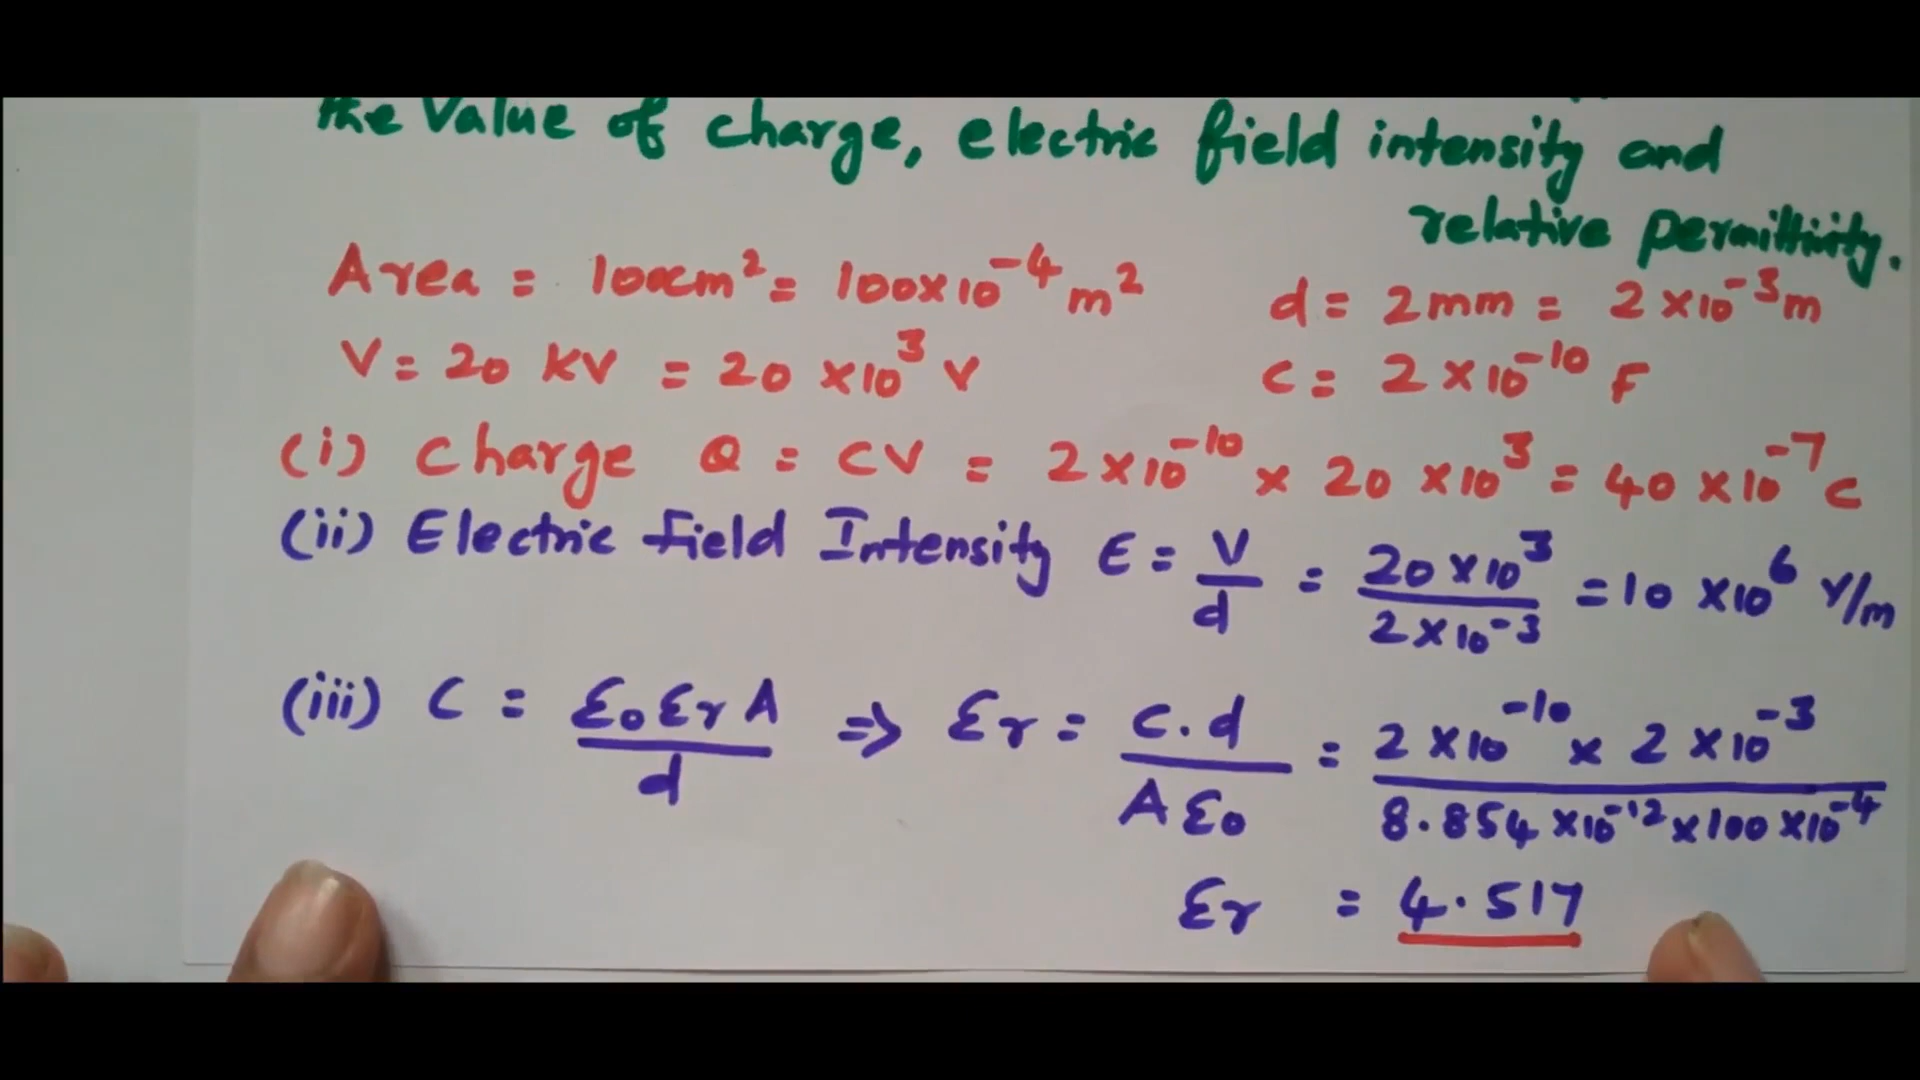 the value of charge, electric field intensity and
relative permittivity.
Area = 100cm² = 100×10⁻⁴ m² d = 2mm = 2×10⁻³m
V = 20 KV = 20 ×10³ V C = 2 ×10⁻¹⁰ F
(i) Charge Q = CV = 2×10⁻¹⁰ × 20 ×10³ = 40 ×10⁻⁷ C
(ii) Electric field Intensity E = V/d = 20×10³ / 2×10⁻³ = 10 ×10⁶ V/m
(iii) C = ε₀εrA / d ⇒ εr = C.d / Aε₀ = 2×10⁻¹⁰ × 2×10⁻³ / 8.854×10⁻¹²×100×10⁻⁴
εr = 4.517